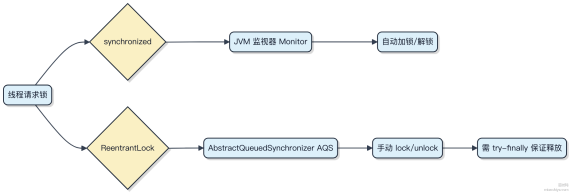 synchronized
JVM 监视器 Monitor
自动加锁/解锁
线程请求锁
ReentrantLock
AbstractQueuedSynchronizer AQS
手动 lock/unlock
需 try-finally 保证释放